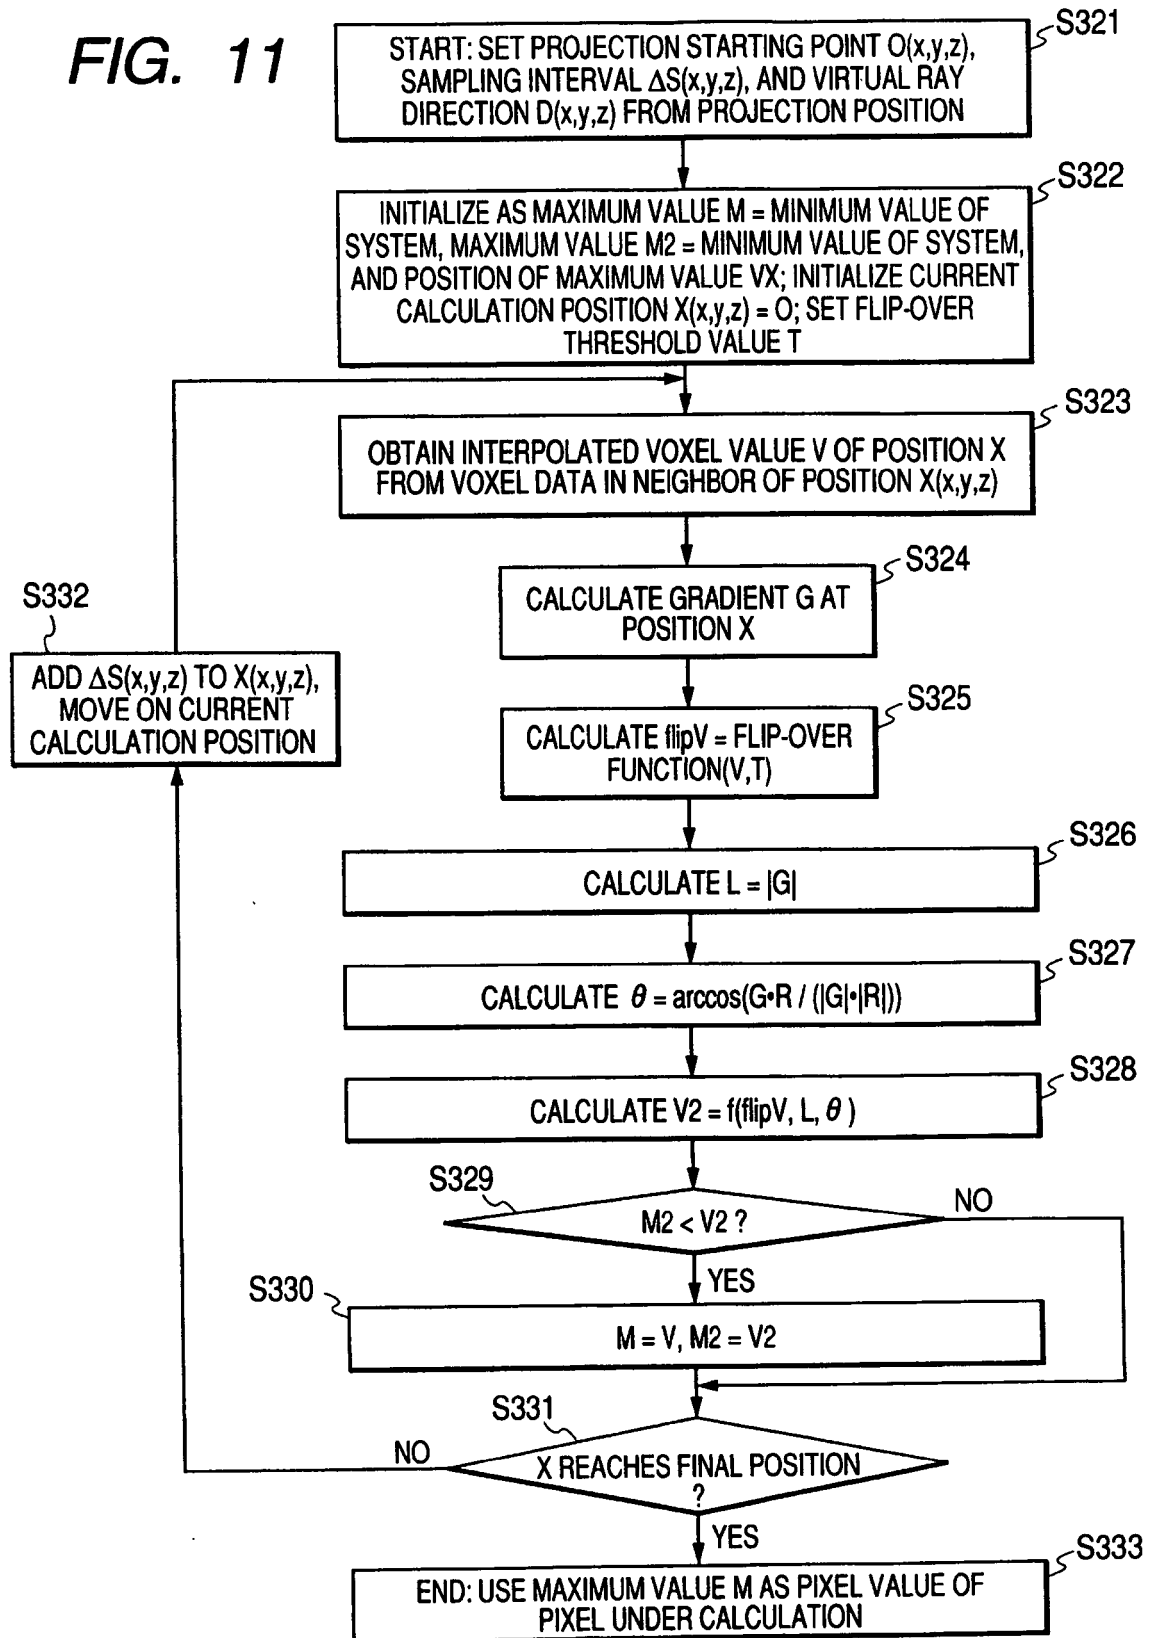 FIG. 11
S321
START: SET PROJECTION STARTING POINT O(x,y,z),
SAMPLING INTERVAL ΔS(x,y,z), AND VIRTUAL RAY
DIRECTION D(x,y,z) FROM PROJECTION POSITION
S322
INITIALIZE AS MAXIMUM VALUE M = MINIMUM VALUE OF
SYSTEM, MAXIMUM VALUE M2 = MINIMUM VALUE OF SYSTEM,
AND POSITION OF MAXIMUM VALUE VX; INITIALIZE CURRENT
CALCULATION POSITION X(x,y,z) = O; SET FLIP-OVER
THRESHOLD VALUE T
S323
OBTAIN INTERPOLATED VOXEL VALUE V OF POSITION X
FROM VOXEL DATA IN NEIGHBOR OF POSITION X(x,y,z)
S324
CALCULATE GRADIENT G AT
POSITION X
S332
ADD ΔS(x,y,z) TO X(x,y,z),
MOVE ON CURRENT
CALCULATION POSITION
S325
CALCULATE flipV = FLIP-OVER
FUNCTION(V,T)
S326
CALCULATE L = |G|
S327
CALCULATE θ = arccos(G•R / (|G|•|R|))
S328
CALCULATE V2 = f(flipV, L, θ )
S329
M2 < V2 ?
NO
YES
S330
M = V, M2 = V2
S331
X REACHES FINAL POSITION
?
NO
YES
S333
END: USE MAXIMUM VALUE M AS PIXEL VALUE OF
PIXEL UNDER CALCULATION